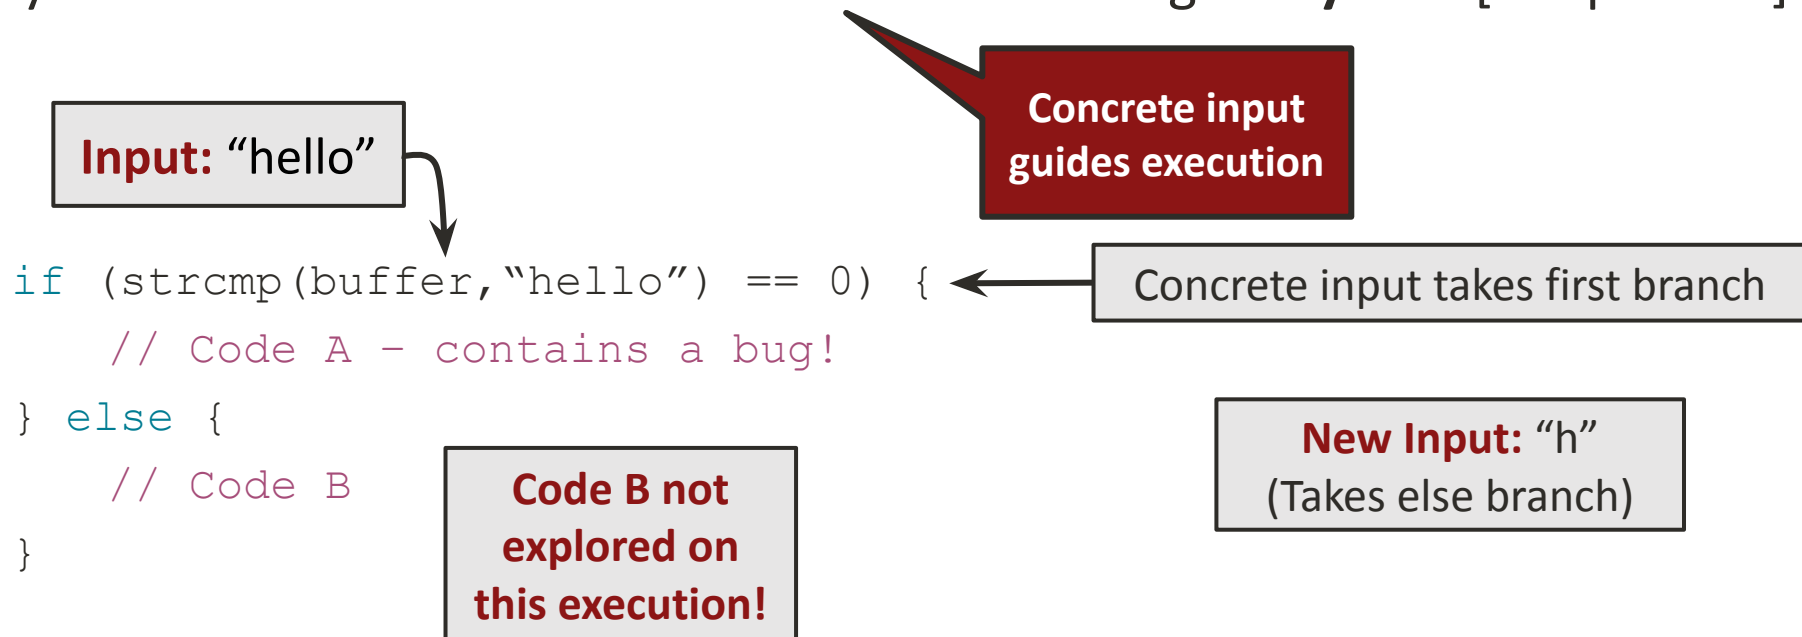 Concrete input
guides execution
Input: “hello”
if (strcmp(buffer,“hello”) == 0) {
Concrete input takes first branch
// Code A – contains a bug!
} else {
New Input: “h”
(Takes else branch)
// Code B
Code B not
explored on
this execution!
}